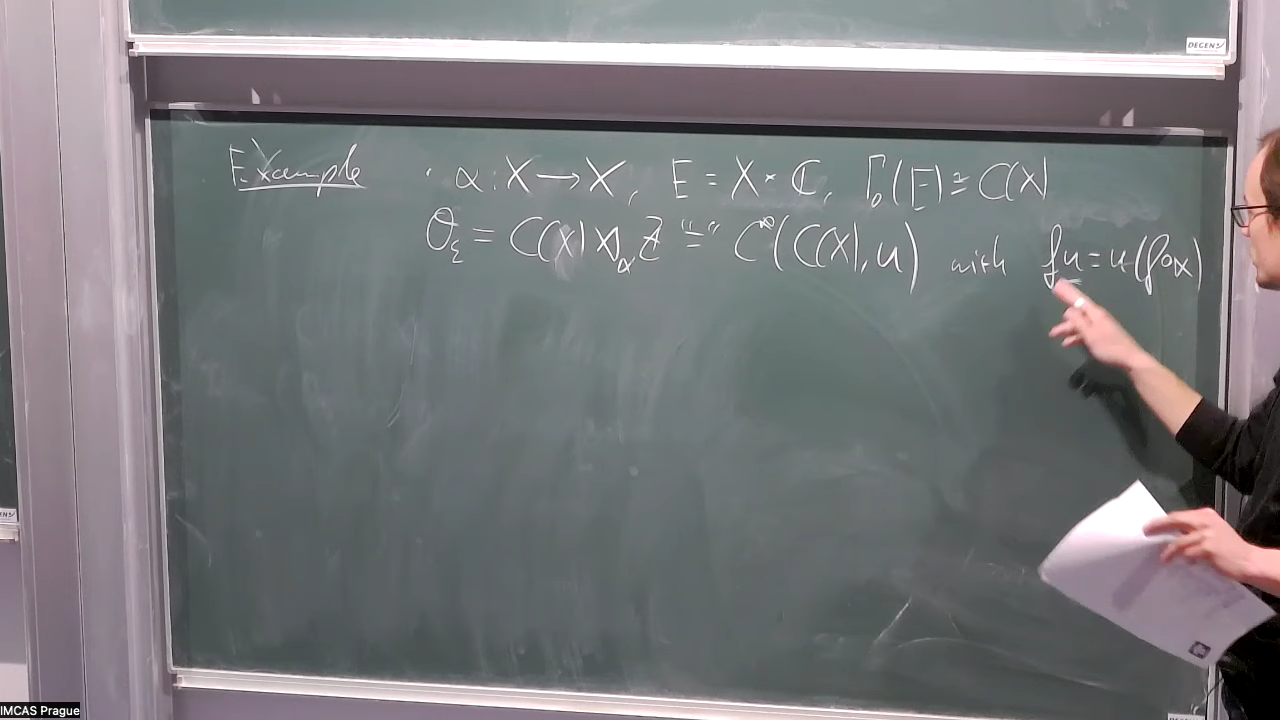 DECENS
Example · α: X → X, E = X × ℂ, Γ₀(E) ≅ C(X)
𝒪_ℰ = C(X) ⋊_α ℤ "=" C*(C(X), u) with fu = u(f∘α)
IMCAS Prague